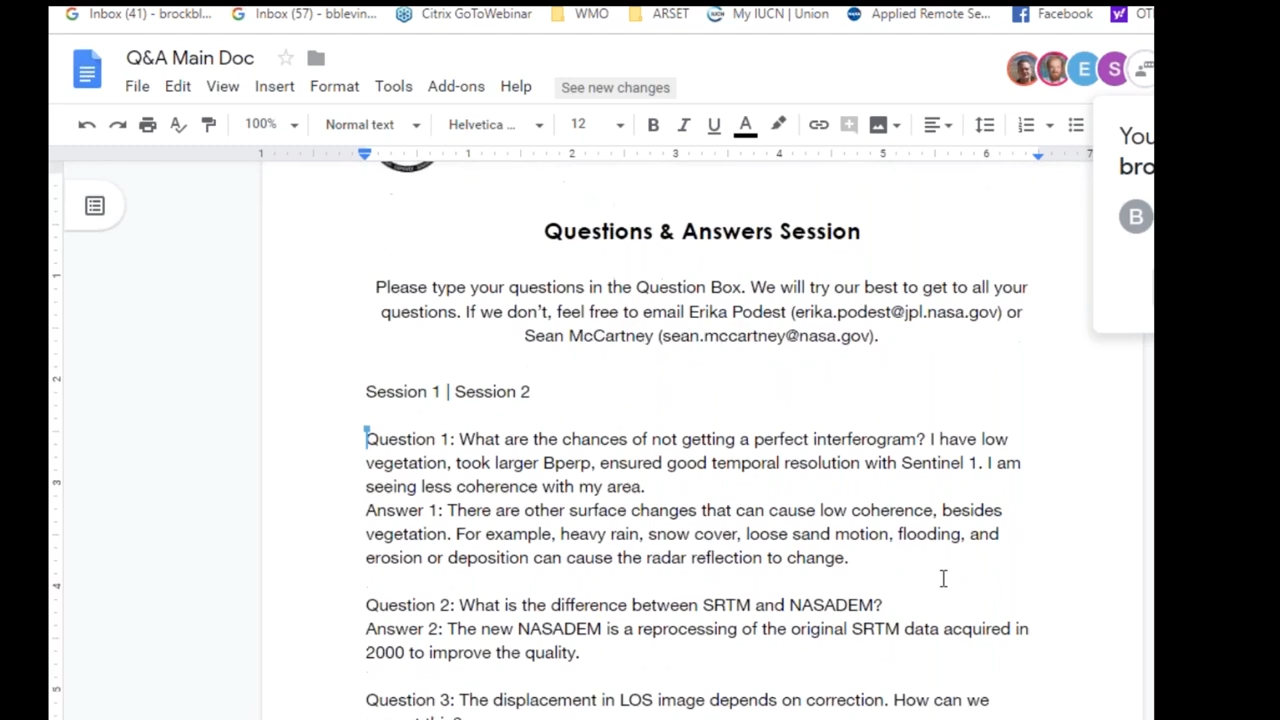 Inbox (41) - brockbl... Inbox (57) - bblevin... Citrix GoToWebinar WMO ARSET My IUCN | Union Applied Remote Se... Facebook
Q&A Main Doc
File Edit View Insert Format Tools Add-ons Help See new changes
E S
100% Normal text Helvetica ... 12 B I U A
1 1 2 3 4 5 6 7
You
bro
B
Questions & Answers Session
Please type your questions in the Question Box. We will try our best to get to all your
questions. If we don't, feel free to email Erika Podest (erika.podest@jpl.nasa.gov) or
Sean McCartney (sean.mccartney@nasa.gov).
Session 1 | Session 2
Question 1: What are the chances of not getting a perfect interferogram? I have low
vegetation, took larger Bperp, ensured good temporal resolution with Sentinel 1. I am
seeing less coherence with my area.
Answer 1: There are other surface changes that can cause low coherence, besides
vegetation. For example, heavy rain, snow cover, loose sand motion, flooding, and
erosion or deposition can cause the radar reflection to change.
Question 2: What is the difference between SRTM and NASADEM?
Answer 2: The new NASADEM is a reprocessing of the original SRTM data acquired in
2000 to improve the quality.
Question 3: The displacement in LOS image depends on correction. How can we